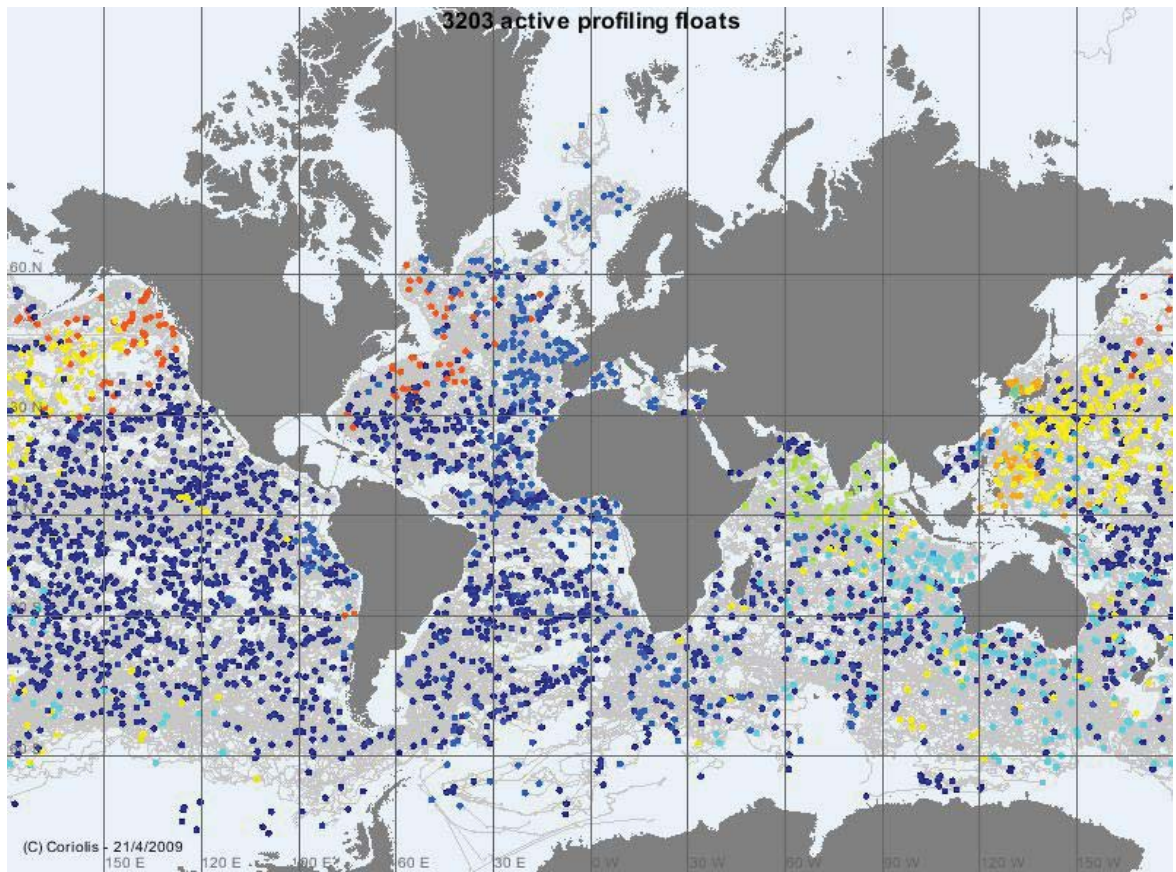 3203 active profiling floats
60 N
30 N
(C) Coriolis - 21/4/2009
150 E
120 E
90 E
60 E
30 E
0 W
30 W
60 W
90 W
120 W
150 W